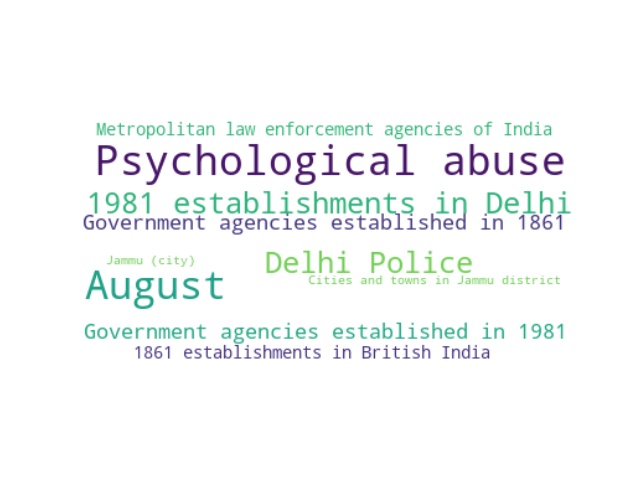 Metropolitan law enforcement agencies of India
Psychological abuse
1981 establishments in Delhi
Government agencies established in 1861
Jammu (city)
Delhi Police
August
Cities and towns in Jammu district
Government agencies established in 1981
1861 establishments in British India